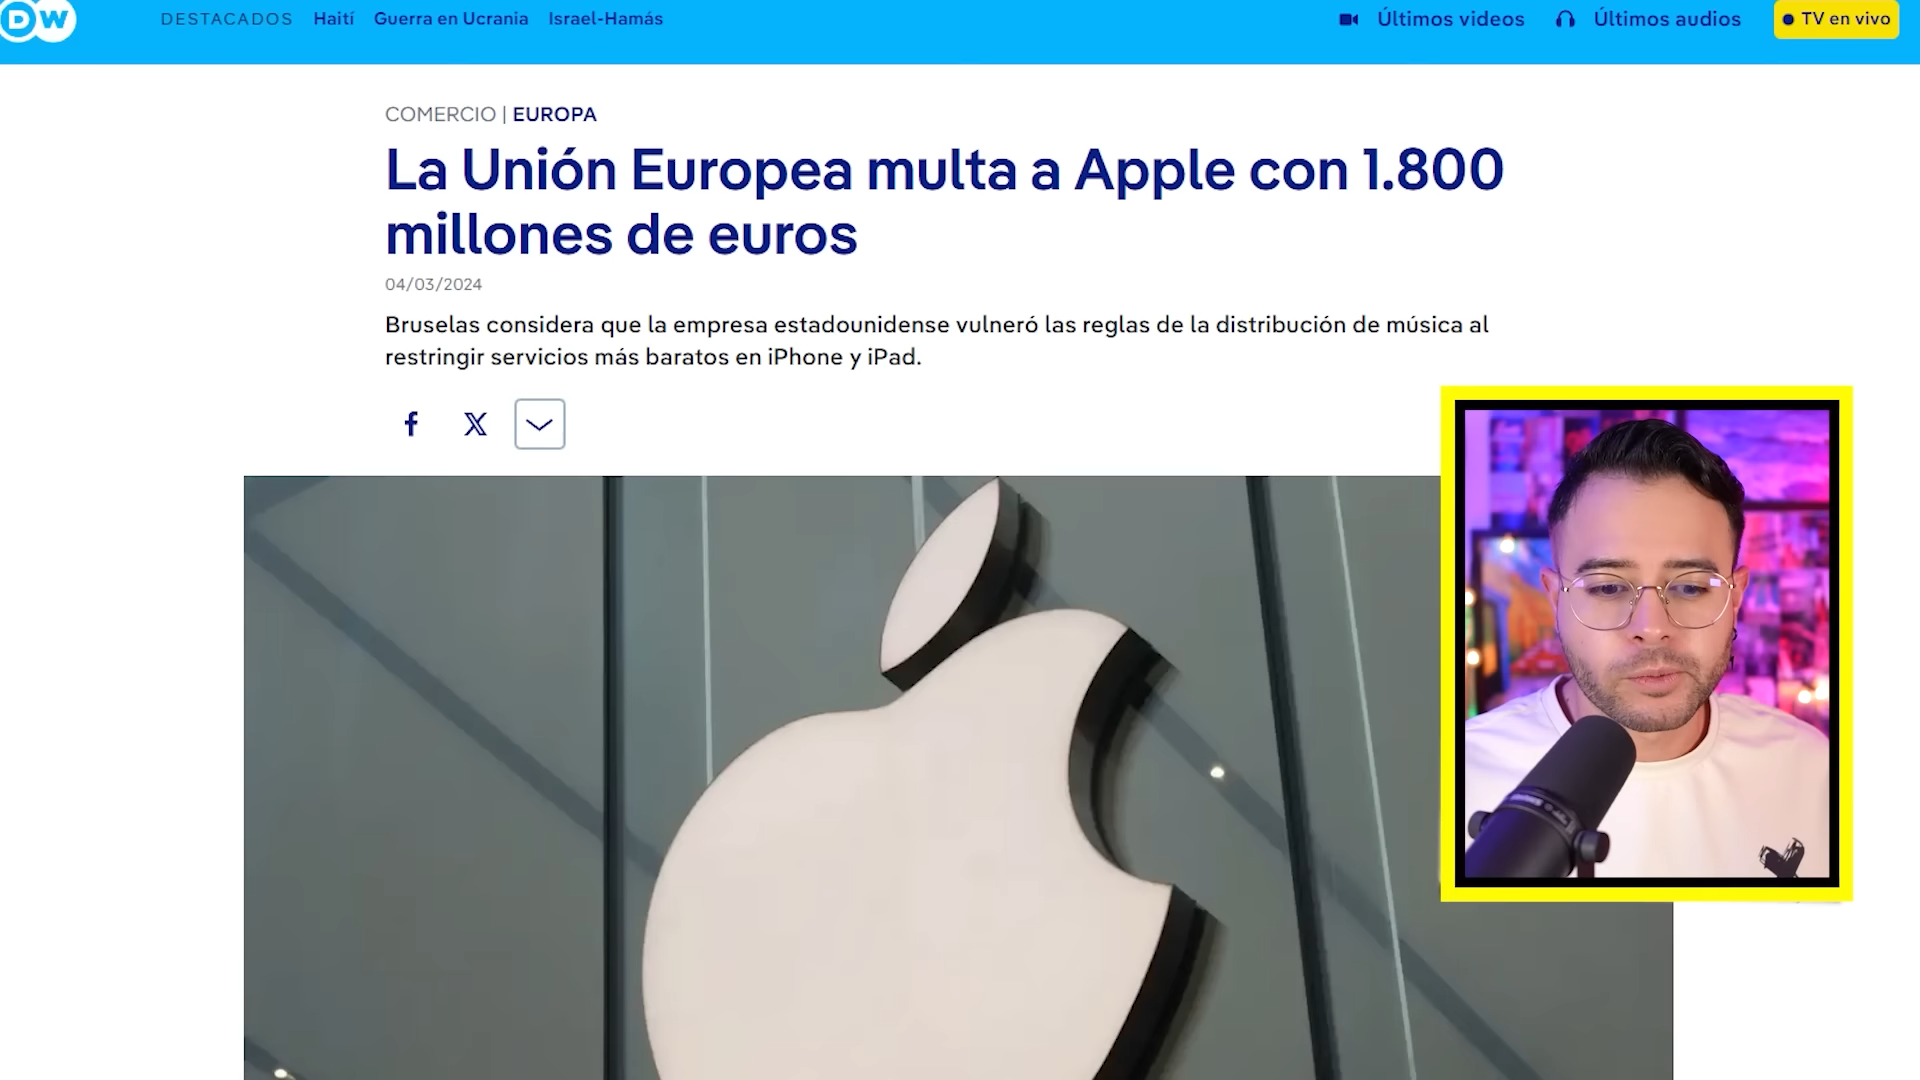 DW
DESTACADOS Haití Guerra en Ucrania Israel-Hamás Últimos videos Últimos audios TV en vivo
COMERCIO | EUROPA
La Unión Europea multa a Apple con 1.800
millones de euros
04/03/2024
Bruselas considera que la empresa estadounidense vulneró las reglas de la distribución de música al
restringir servicios más baratos en iPhone y iPad.